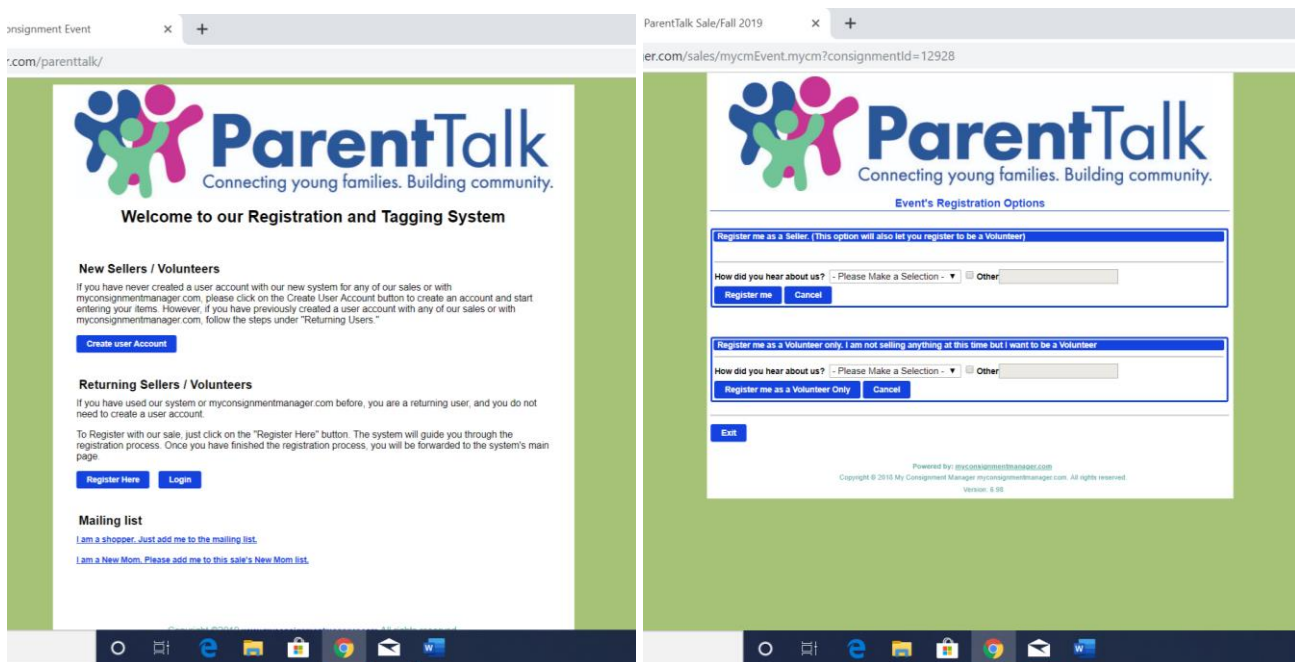 onsignment Event
r.com/parenttalk/
ParentTalk
Connecting young families. Building community.
Welcome to our Registration and Tagging System
New Sellers / Volunteers
If you have never created a user account with our new system for any of our sales or with
myconsignmentmanager.com, please click on the Create User Account button to create an account and start
entering your items. However, if you have previously created a user account with any of our sales or with
myconsignmentmanager.com, follow the steps under "Returning Users."
Create user Account
Returning Sellers / Volunteers
If you have used our system or myconsignmentmanager.com before, you are a returning user, and you do not
need to create a user account.
To Register with our sale, just click on the "Register Here" button. The system will guide you through the
registration process. Once you have finished the registration process, you will be forwarded to the system's main
page.
Register Here Login
Mailing list
I am a shopper. Just add me to the mailing list.
I am a New Mom. Please add me to this sale's New Mom list.
ParentTalk Sale/Fall 2019
ger.com/sales/mycmEvent.mycm?consignmentId=12928
ParentTalk
Connecting young families. Building community.
Event's Registration Options
Register me as a Seller. (This option will also let you register to be a Volunteer)
How did you hear about us? - Please Make a Selection - Other
Register me Cancel
Register me as a Volunteer only. I am not selling anything at this time but I want to be a Volunteer
How did you hear about us? - Please Make a Selection - Other
Register me as a Volunteer Only Cancel
Exit
Powered by: myconsignmentmanager.com
Copyright © 2018 My Consignment Manager myconsignmentmanager.com. All rights reserved.
Version. 6.98